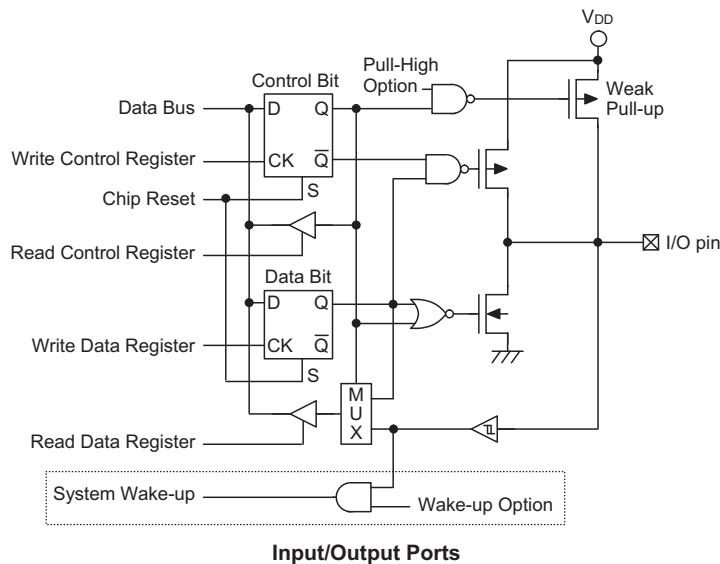 V_DD
Pull-High
Option
Control Bit
Weak
Pull-up
Data Bus
D
Q
Write Control Register
CK
Q̅
S
Chip Reset
I/O pin
Read Control Register
Data Bit
D
Q
Write Data Register
CK
Q̅
S
M
U
X
Read Data Register
System Wake-up
Wake-up Option
Input/Output Ports